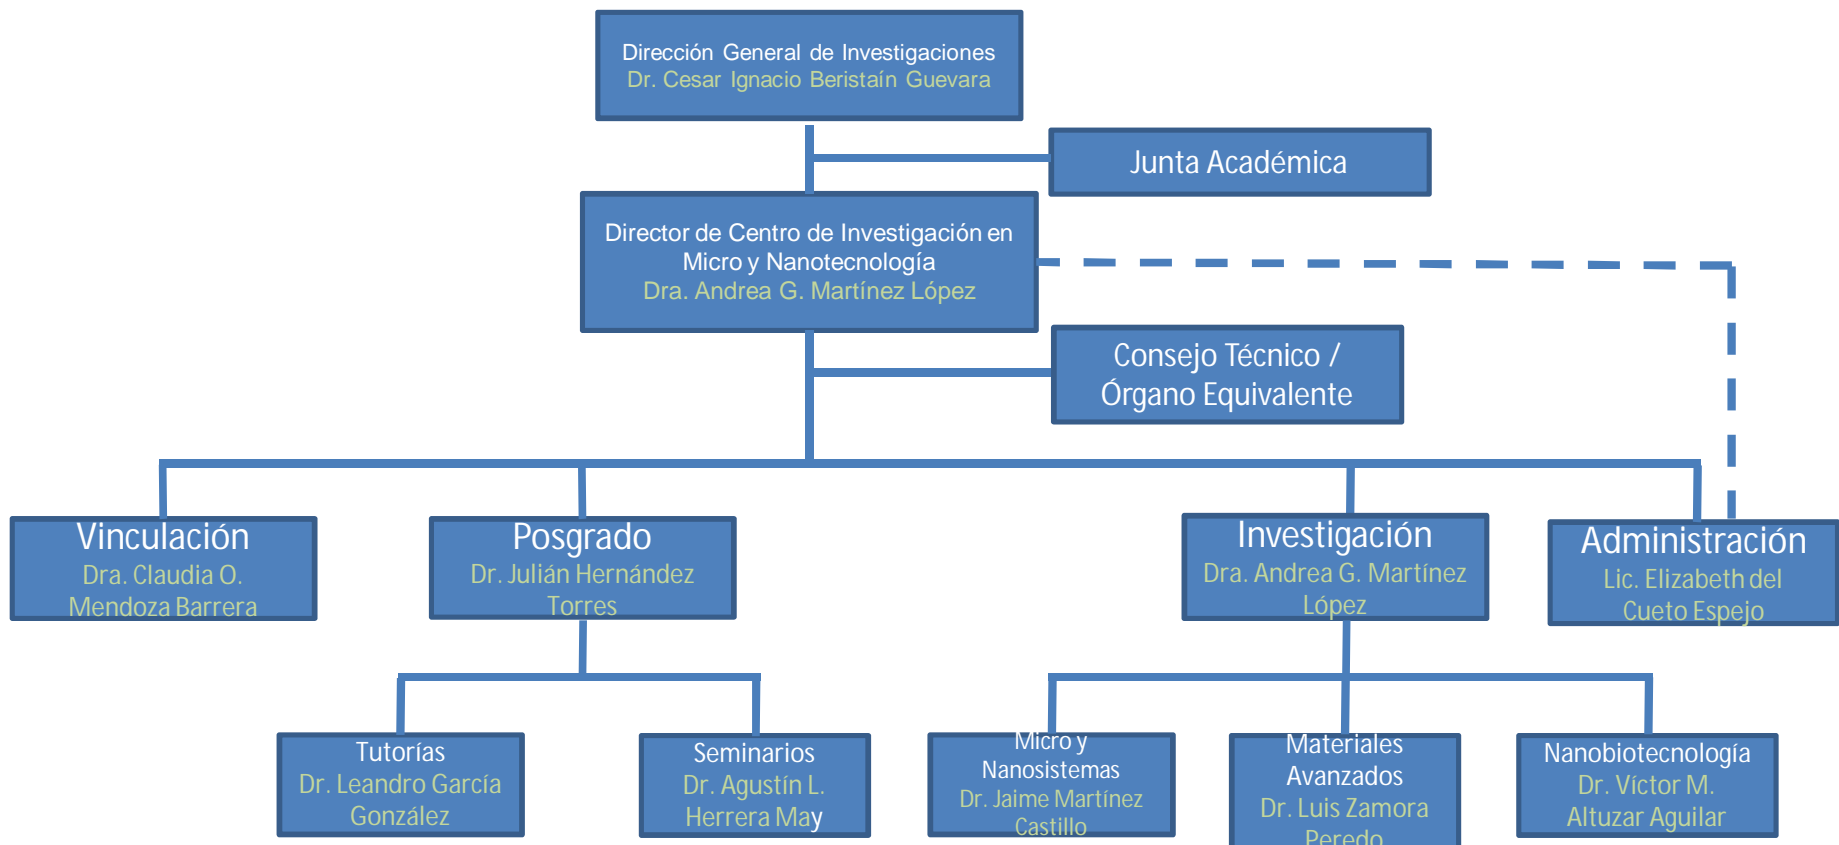 Dirección General de Investigaciones
Dr. Cesar Ignacio Beristaín Guevara
Junta Académica
Director de Centro de Investigación en
Micro y Nanotecnología
Dra. Andrea G. Martínez López
Consejo Técnico /
Órgano Equivalente
Vinculación
Dra. Claudia O.
Mendoza Barrera
Posgrado
Dr. Julián Hernández
Torres
Investigación
Dra. Andrea G. Martínez
López
Administración
Lic. Elizabeth del
Cueto Espejo
Tutorías
Dr. Leandro García
González
Seminarios
Dr. Agustín L.
Herrera May
Micro y
Nanosistemas
Dr. Jaime Martínez
Castillo
Materiales
Avanzados
Dr. Luis Zamora
Peredo
Nanobiotecnología
Dr. Víctor M.
Altuzar Aguilar